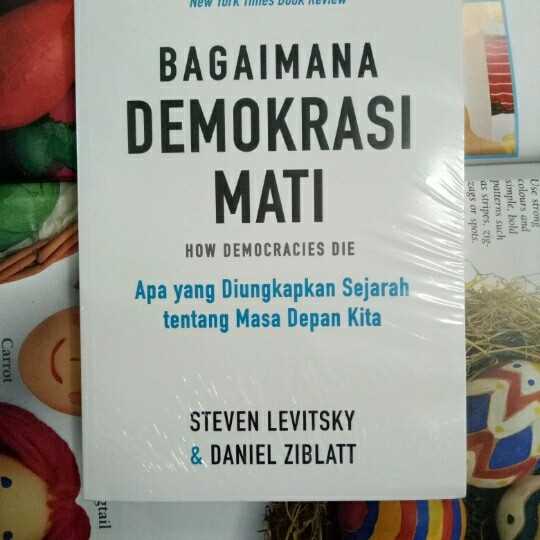 New York Times Book Review
BAGAIMANA
DEMOKRASI
MATI
HOW DEMOCRACIES DIE
Apa yang Diungkapkan Sejarah
tentang Masa Depan Kita
STEVEN LEVITSKY
& DANIEL ZIBLATT
Use strong
colours and
simple, bold
patterns such
as stripes, zig-
zags or spots.
Carrot
gtail